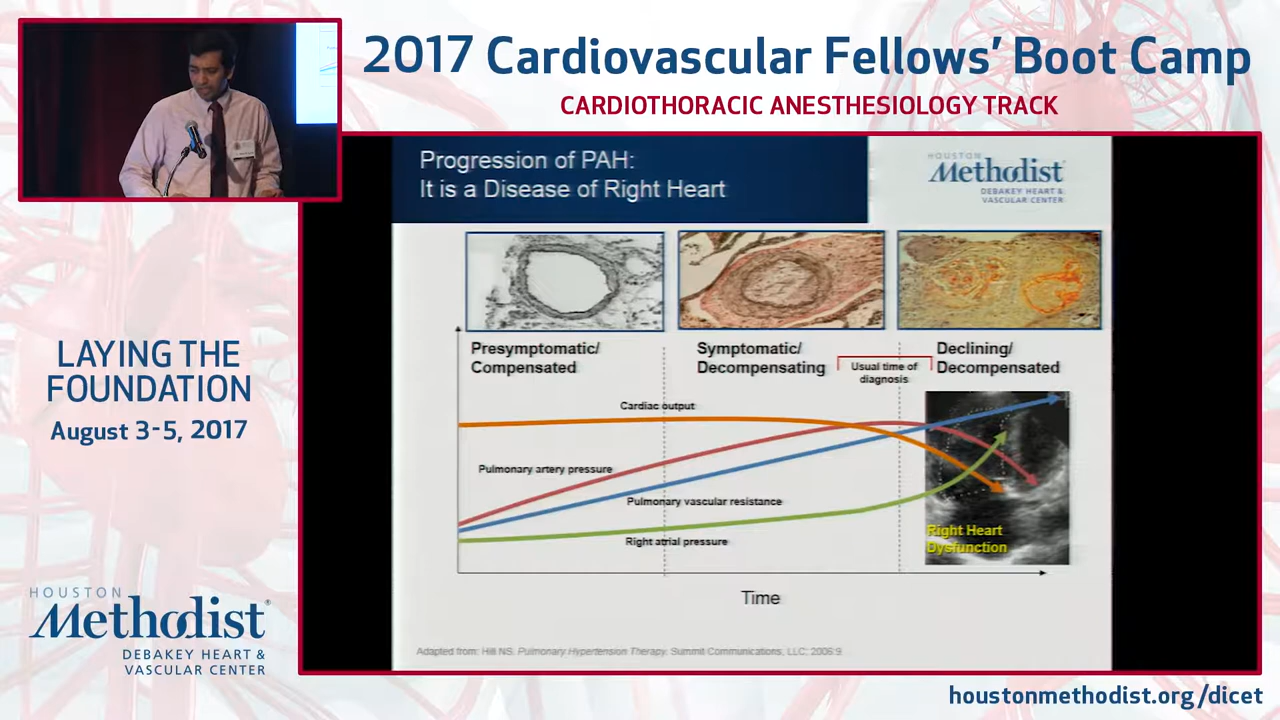 2017 Cardiovascular Fellows’ Boot Camp
CARDIOTHORACIC ANESTHESIOLOGY TRACK
Progression of PAH:
It is a Disease of Right Heart
HOUSTON
Methodist
DEBAKEY HEART &
VASCULAR CENTER
Presymptomatic/
Compensated
Symptomatic/
Decompensating
Usual time of
diagnosis
Declining/
Decompensated
Cardiac output
Pulmonary artery pressure
Pulmonary vascular resistance
Right atrial pressure
Right Heart
Dysfunction
Time
Adapted from: Hill NS. Pulmonary Hypertension Therapy. Summit Communications, LLC; 2006:9.
LAYING THE
FOUNDATION
August 3-5, 2017
HOUSTON
Methodist®
DEBAKEY HEART &
VASCULAR CENTER
houstonmethodist.org/dicet